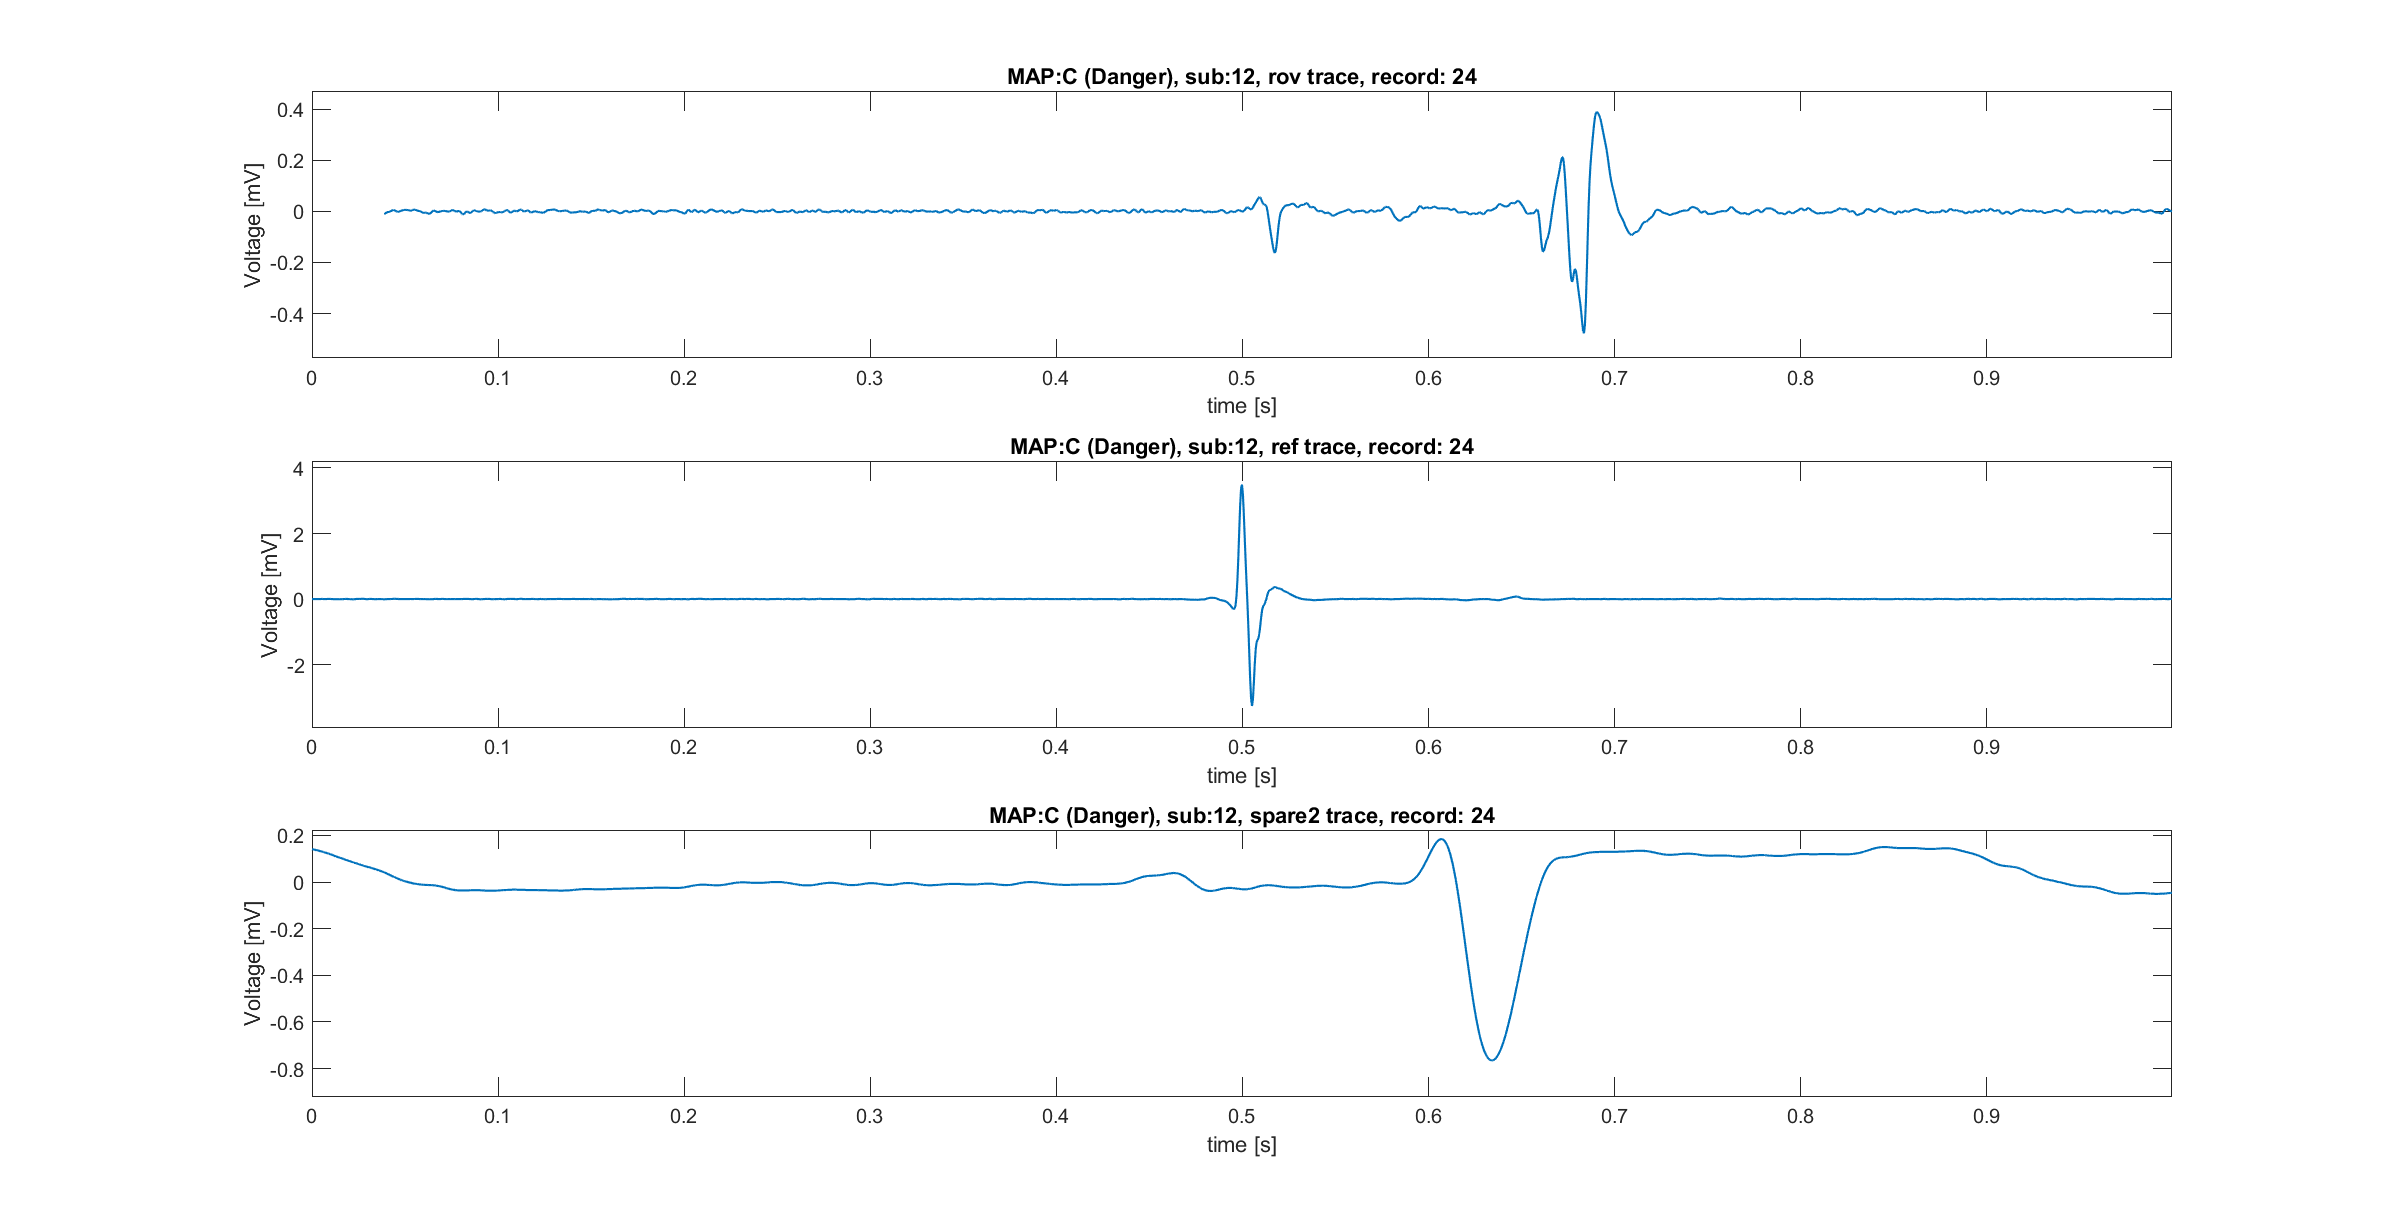 MAP:C (Danger), sub:12, rov trace, record: 24
Voltage [mV]
0.4
0.2
0
-0.2
-0.4
0 0.1 0.2 0.3 0.4 0.5 0.6 0.7 0.8 0.9
time [s]
MAP:C (Danger), sub:12, ref trace, record: 24
Voltage [mV]
4
2
0
-2
0 0.1 0.2 0.3 0.4 0.5 0.6 0.7 0.8 0.9
time [s]
MAP:C (Danger), sub:12, spare2 trace, record: 24
Voltage [mV]
0.2
0
-0.2
-0.4
-0.6
-0.8
0 0.1 0.2 0.3 0.4 0.5 0.6 0.7 0.8 0.9
time [s]